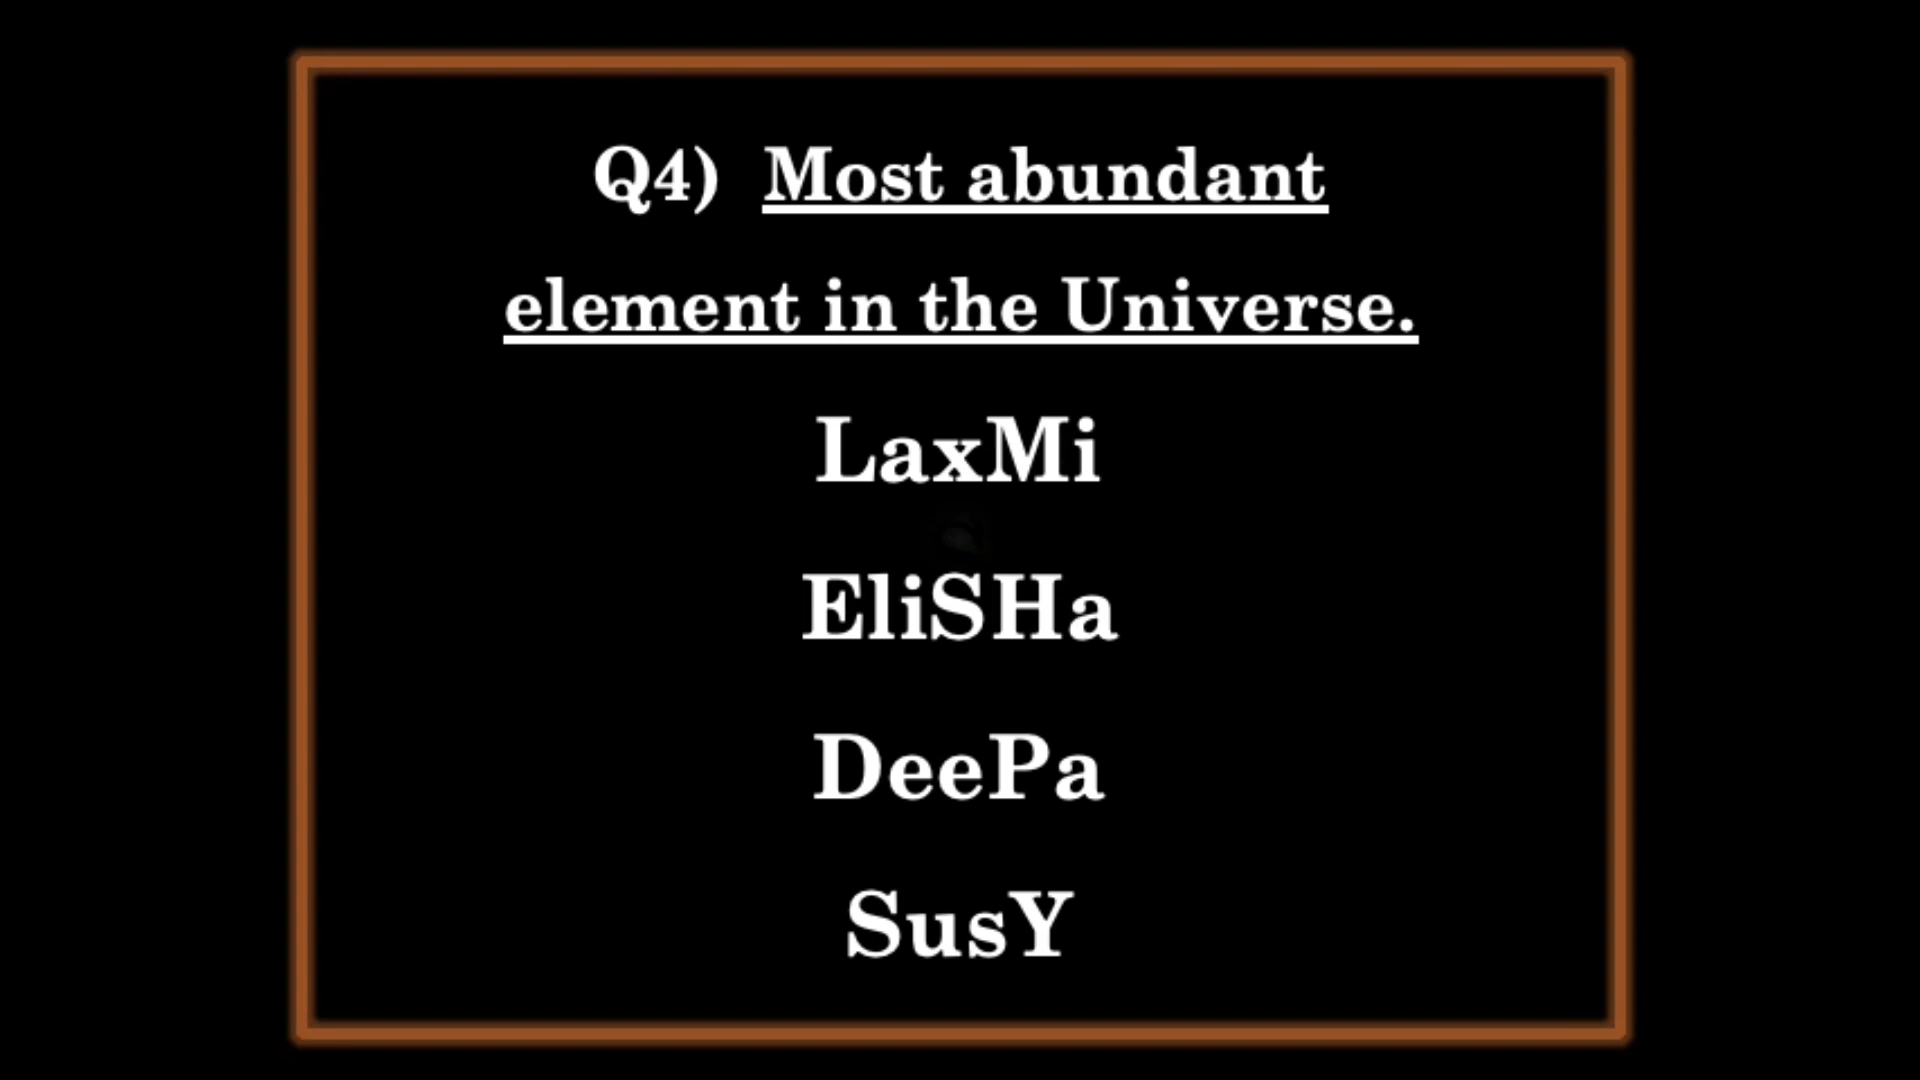 Q4) Most abundant
element in the Universe.
LaxMi
EliSHa
DeePa
SusY